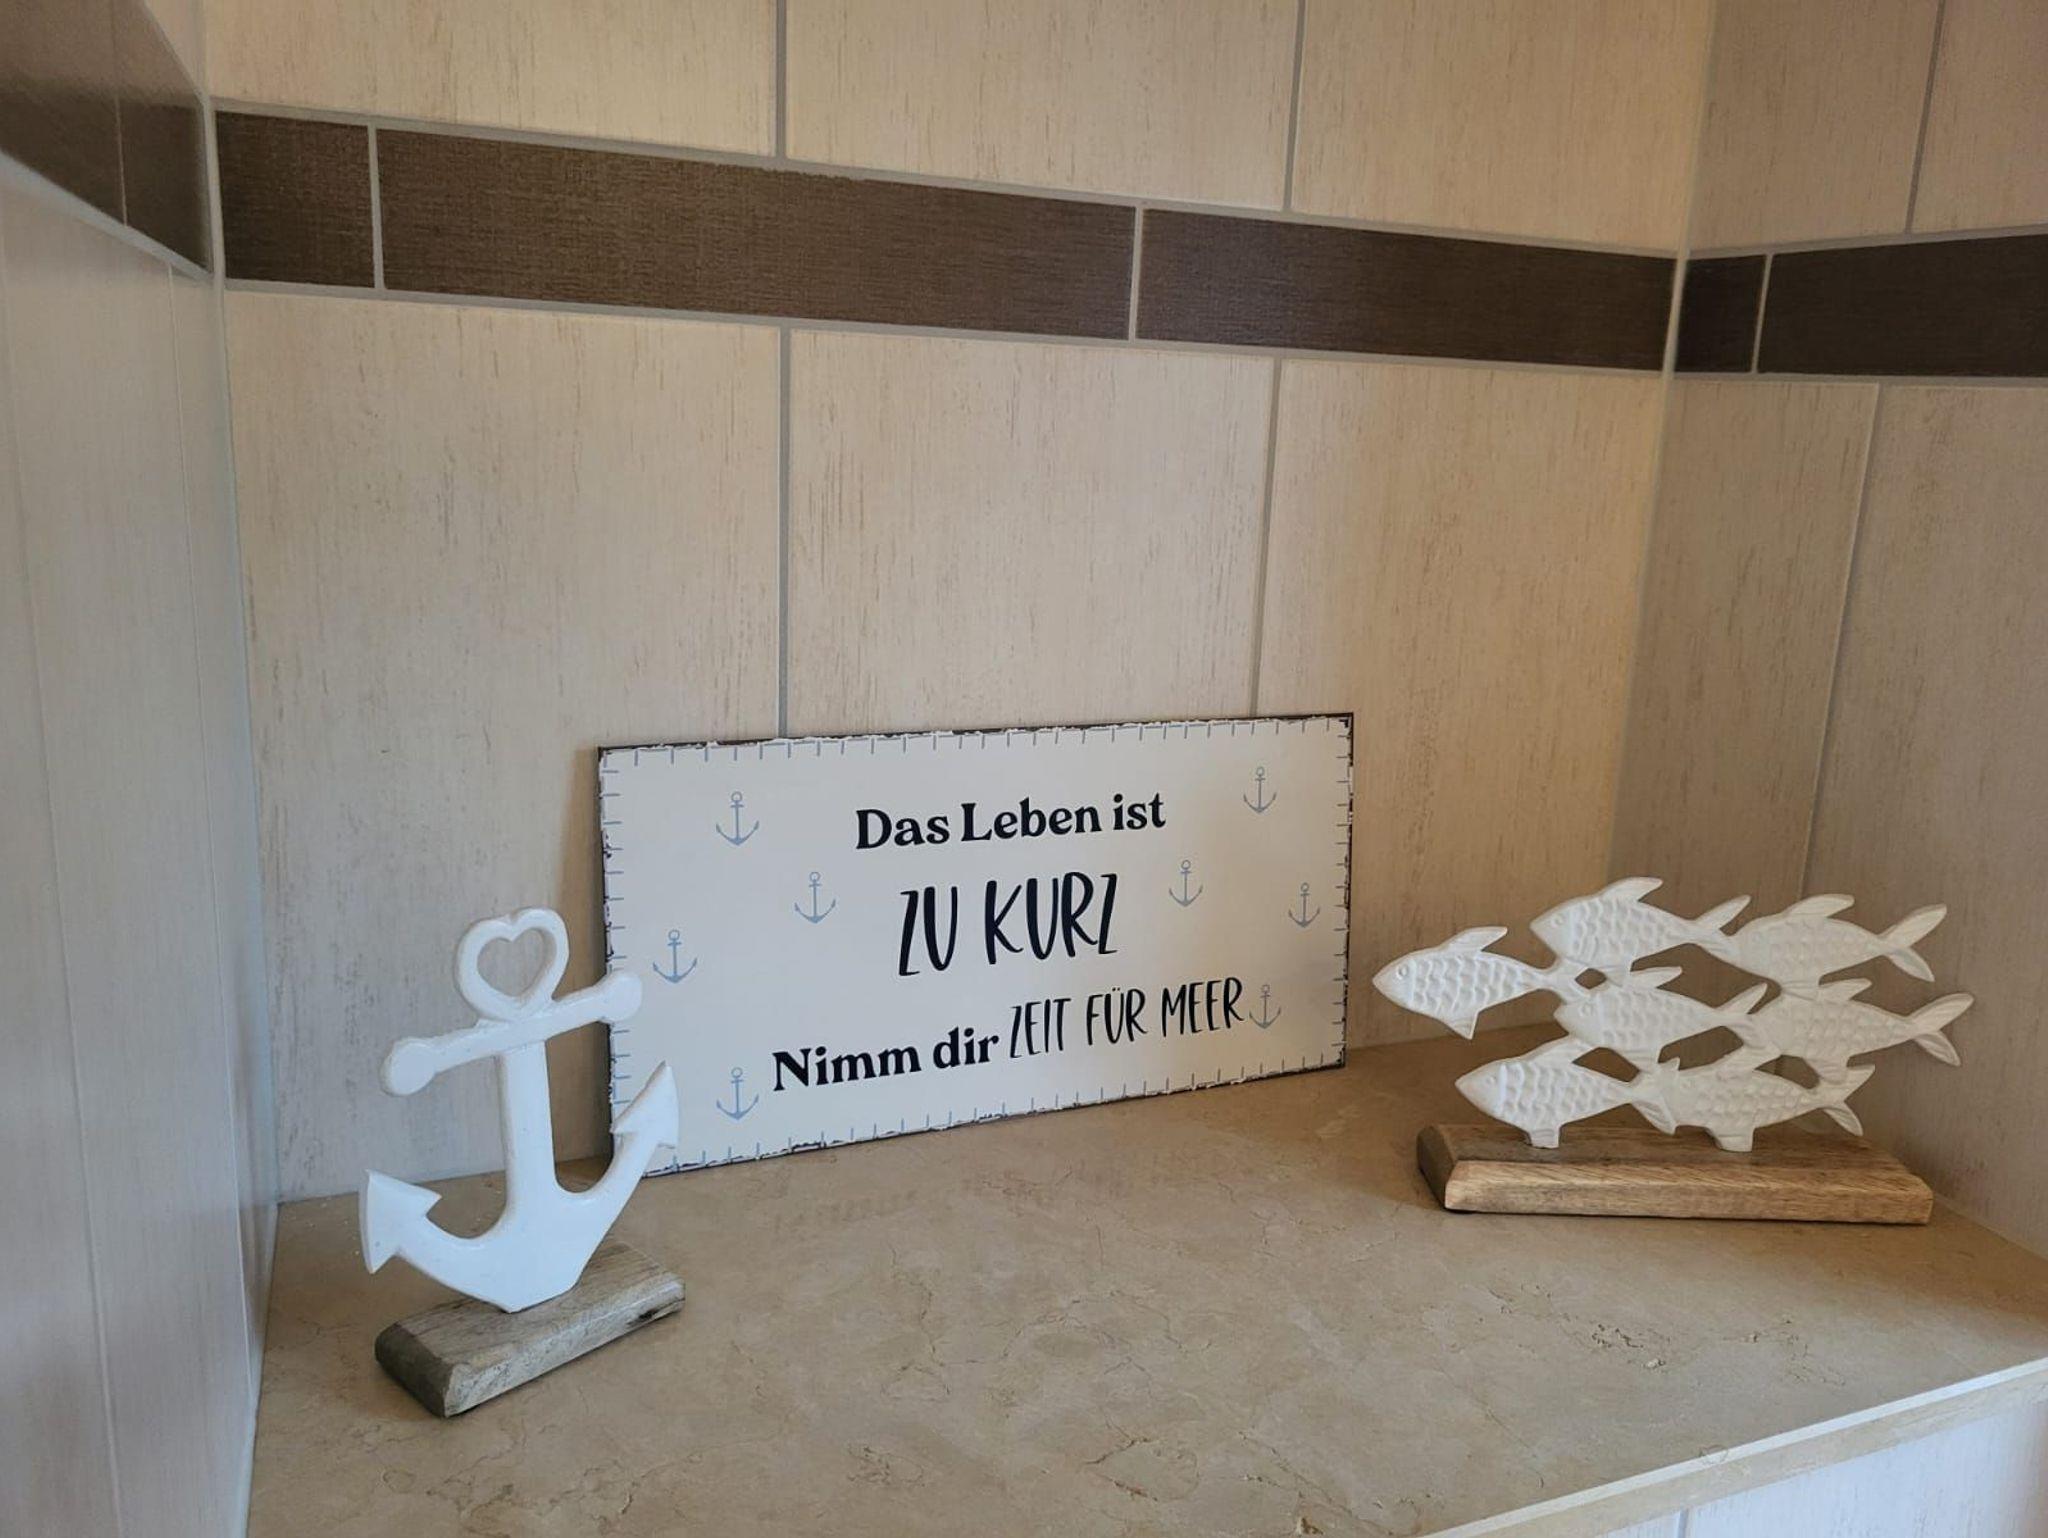 Das Leben ist
ZU KURZ
Nimm dir ZEIT FÜR MEER